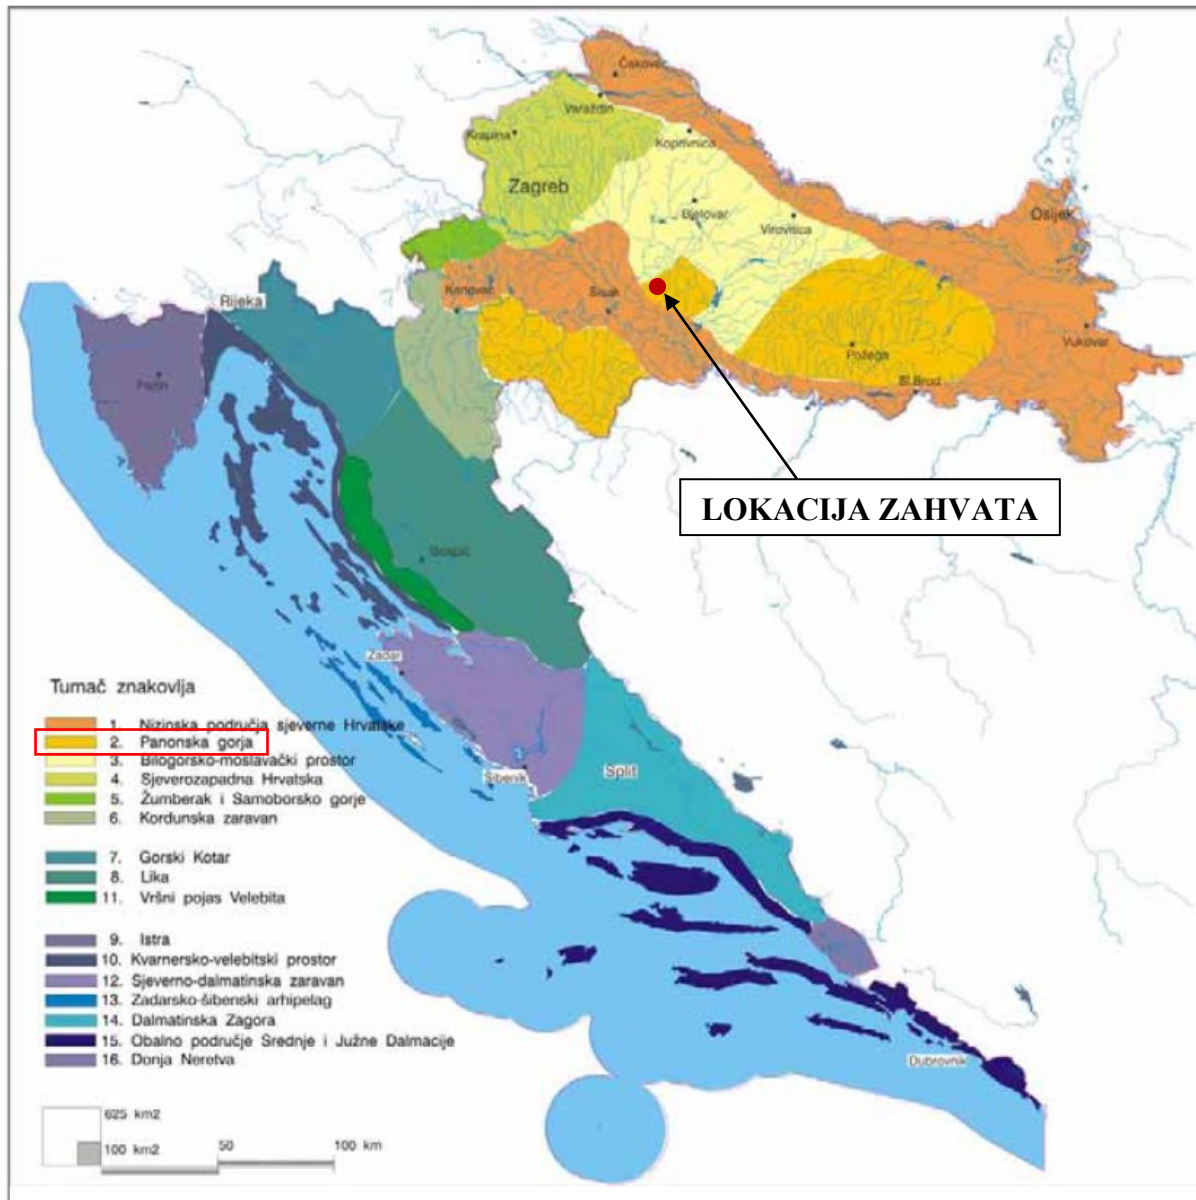 Čakovec
Varaždin
Krapina
Koprivnica
Zagreb
Bjelovar
Osijek
Virovitica
Karlovac
Sisak
Rijeka
Vukovar
Požega
Pazin
Sl.Brod
LOKACIJA ZAHVATA
Gospić
Zadar
Tumač znakovlja
1. Nizinska područja sjeverne Hrvatske
2. Panonska gorja
3. Bilogorsko-moslavački prostor
Šibenik
Split
4. Sjeverozapadna Hrvatska
5. Žumberak i Samoborsko gorje
6. Kordunska zaravan
7. Gorski Kotar
8. Lika
11. Vršni pojas Velebita
9. Istra
10. Kvarnersko-velebitski prostor
12. Sjeverno-dalmatinska zaravan
13. Zadarsko-šibenski arhipelag
14. Dalmatinska Zagora
15. Obalno područje Srednje i Južne Dalmacije
16. Donja Neretva
Dubrovnik
625 km2
100 km2
50
100 km